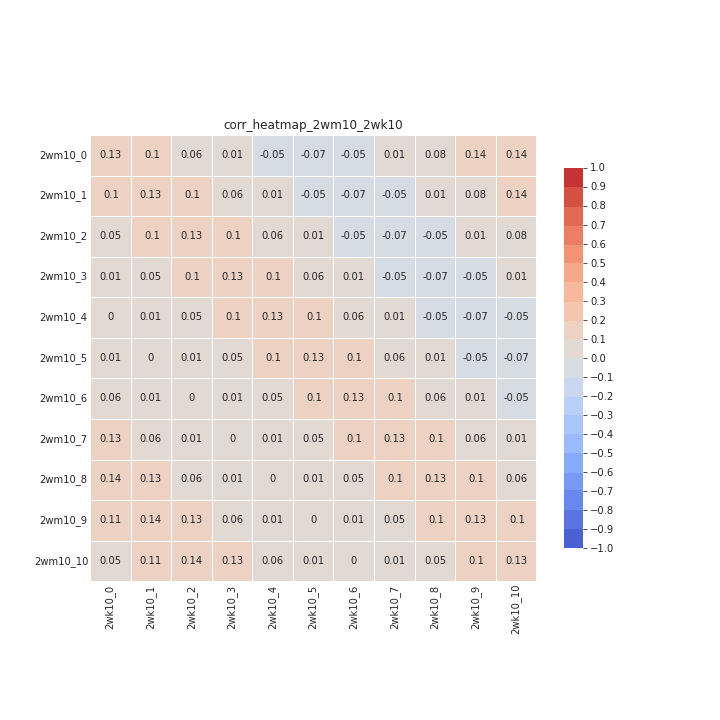 corr_heatmap_2wm10_2wk10
2wm10_0 0.13 0.1 0.06 0.01 -0.05 -0.07 -0.05 0.01 0.08 0.14 0.14
2wm10_1 0.1 0.13 0.1 0.06 0.01 -0.05 -0.07 -0.05 0.01 0.08 0.14
2wm10_2 0.05 0.1 0.13 0.1 0.06 0.01 -0.05 -0.07 -0.05 0.01 0.08
2wm10_3 0.01 0.05 0.1 0.13 0.1 0.06 0.01 -0.05 -0.07 -0.05 0.01
2wm10_4 0 0.01 0.05 0.1 0.13 0.1 0.06 0.01 -0.05 -0.07 -0.05
2wm10_5 0.01 0 0.01 0.05 0.1 0.13 0.1 0.06 0.01 -0.05 -0.07
2wm10_6 0.06 0.01 0 0.01 0.05 0.1 0.13 0.1 0.06 0.01 -0.05
2wm10_7 0.13 0.06 0.01 0 0.01 0.05 0.1 0.13 0.1 0.06 0.01
2wm10_8 0.14 0.13 0.06 0.01 0 0.01 0.05 0.1 0.13 0.1 0.06
2wm10_9 0.11 0.14 0.13 0.06 0.01 0 0.01 0.05 0.1 0.13 0.1
2wm10_10 0.05 0.11 0.14 0.13 0.06 0.01 0 0.01 0.05 0.1 0.13
2wk10_0 2wk10_1 2wk10_2 2wk10_3 2wk10_4 2wk10_5 2wk10_6 2wk10_7 2wk10_8 2wk10_9 2wk10_10
1.0
0.9
0.8
0.7
0.6
0.5
0.4
0.3
0.2
0.1
0.0
−0.1
−0.2
−0.3
−0.4
−0.5
−0.6
−0.7
−0.8
−0.9
−1.0